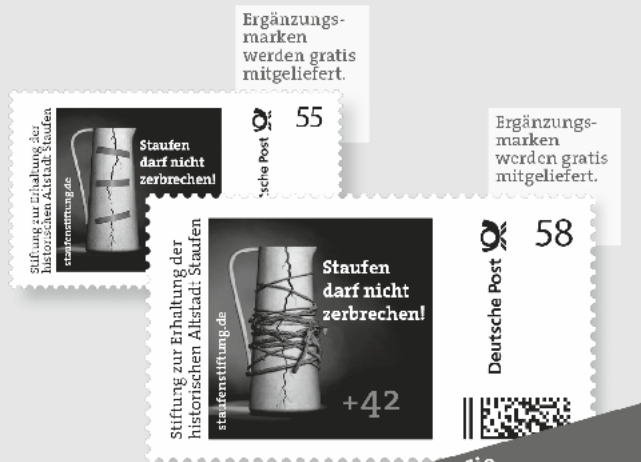 Ergänzungs-
marken
werden gratis
mitgeliefert.
Ergänzungs-
marken
werden gratis
mitgeliefert.
Stiftung zur Erhaltung der
historischen Altstadt Staufen
staufenstiftung.de
Staufen
darf nicht
zerbrechen!
55
Stiftung zur Erhaltung der
historischen Altstadt Staufen
staufenstiftung.de
Staufen
darf nicht
zerbrechen!
+42
Deutsche Post
58